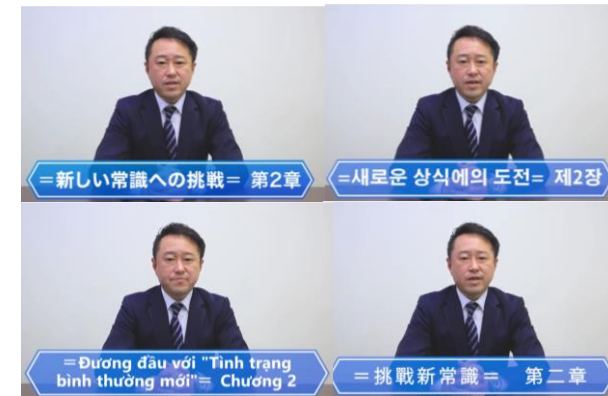 =新しい常識への挑戦= 第2章
=새로운 상식에의 도전= 제2장
=Đương đầu với "Tình trạng
bình thường mới"= Chương 2
=挑戰新常識= 第二章